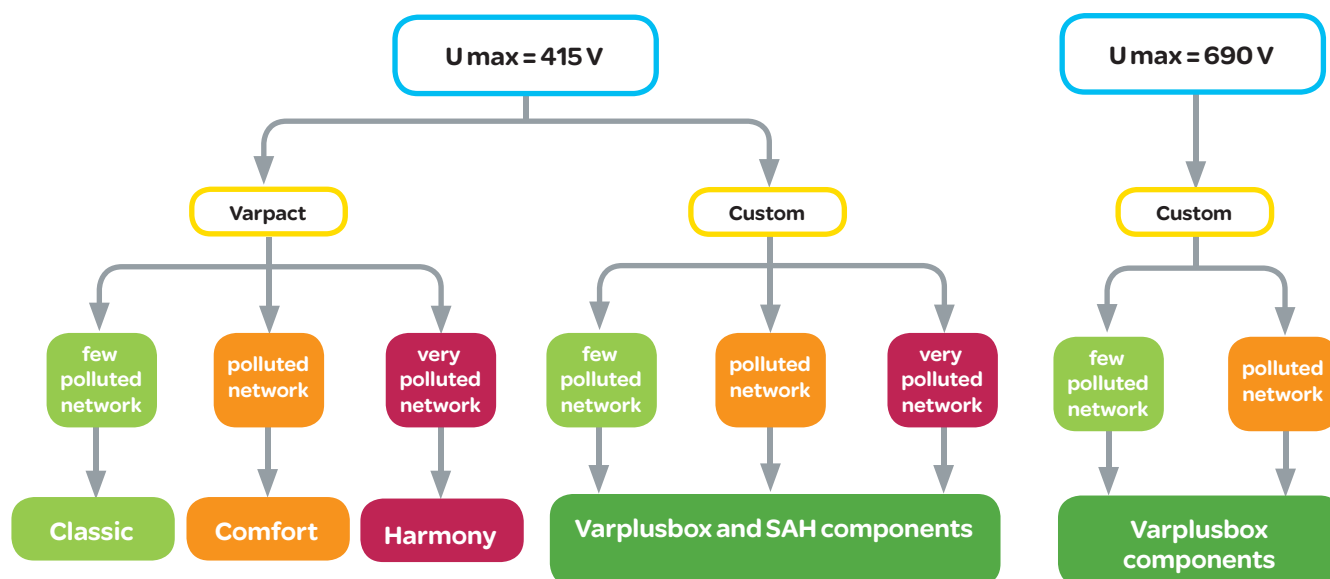 U max = 415 V
U max = 690 V
Varpact
Custom
Custom
few
polluted
network
polluted
network
very
polluted
network
few
polluted
network
polluted
network
very
polluted
network
few
polluted
network
polluted
network
Classic
Comfort
Harmony
Varplusbox and SAH components
Varplusbox
components